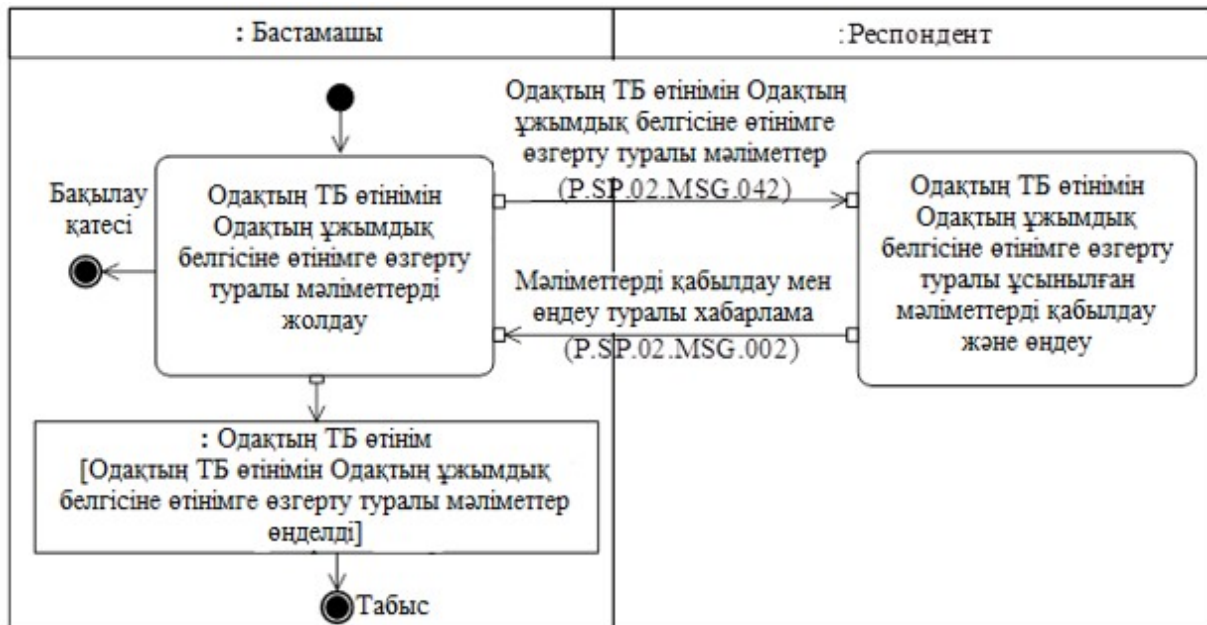 : Бастамашы
:Респондент
Одақтың ТБ өтінімін Одақтың
ұжымдық белгісіне өтінімге
өзгерту туралы мәліметтер
(P.SP.02.MSG.042)
Бақылау
қатесі
Одақтың ТБ өтінімін
Одақтың ұжымдық
белгісіне өтінімге өзгерту
туралы мәліметтерді
жолдау
Одақтың ТБ өтінімін
Одақтың ұжымдық
белгісіне өтінімге өзгерту
туралы ұсынылған
мәліметтерді қабылдау
және өңдеу
Мәліметтерді қабылдау мен
өңдеу туралы хабарлама
(P.SP.02.MSG.002)
: Одақтың ТБ өтінім
[Одақтың ТБ өтінімін Одақтың ұжымдық
белгісіне өтінімге өзгерту туралы мәліметтер
өңделді]
Табыс